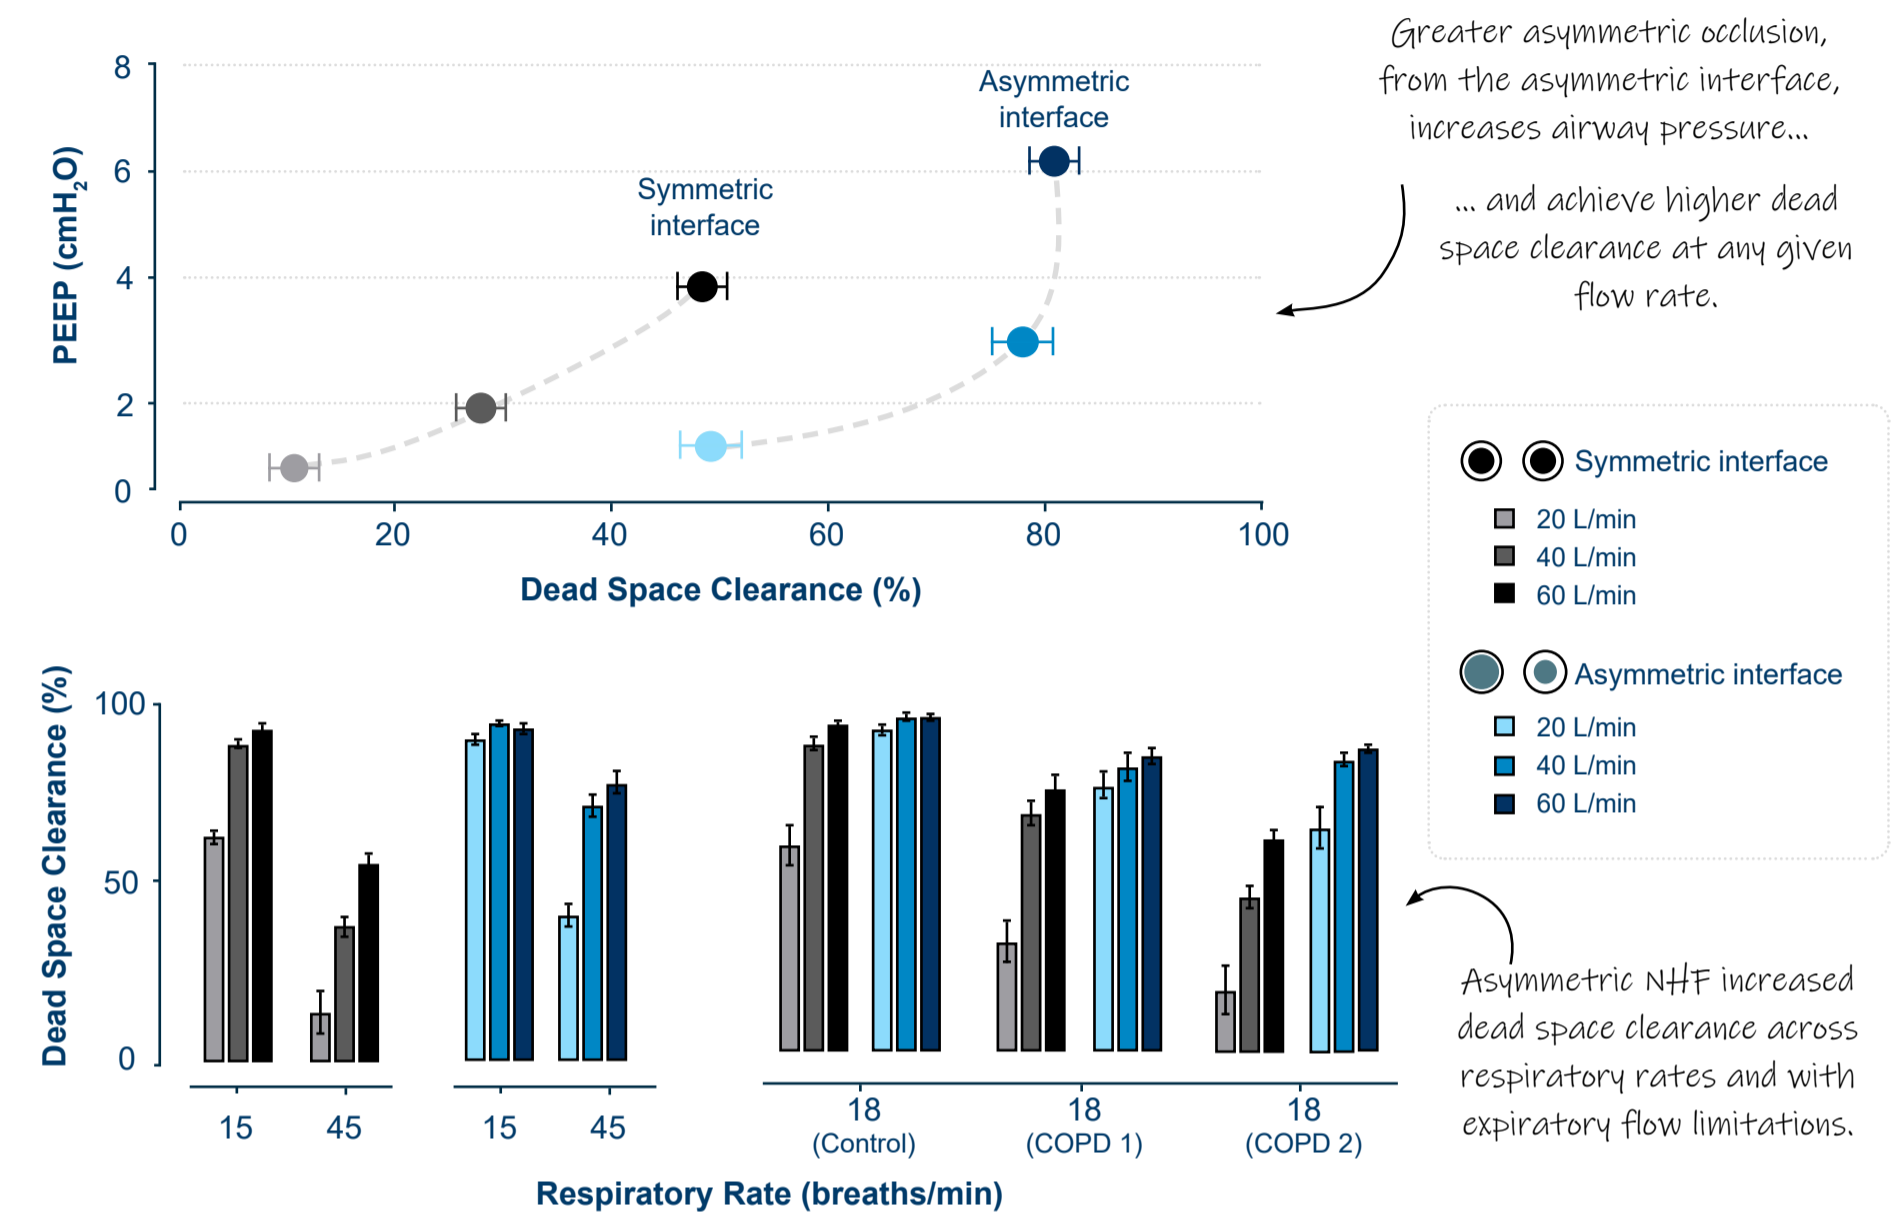 Greater asymmetric occlusion,
from the asymmetric interface,
increases airway pressure...
... and achieve higher dead
space clearance at any given
flow rate.
PEEP (cmH₂O)
8
6
4
2
0
Asymmetric
interface
Symmetric
interface
0 20 40 60 80 100
Dead Space Clearance (%)
Symmetric interface
20 L/min
40 L/min
60 L/min
Asymmetric interface
20 L/min
40 L/min
60 L/min
Dead Space Clearance (%)
100
50
0
15 45 15 45 18 18 18
(Control) (COPD 1) (COPD 2)
Respiratory Rate (breaths/min)
Asymmetric NHF increased
dead space clearance across
respiratory rates and with
expiratory flow limitations.